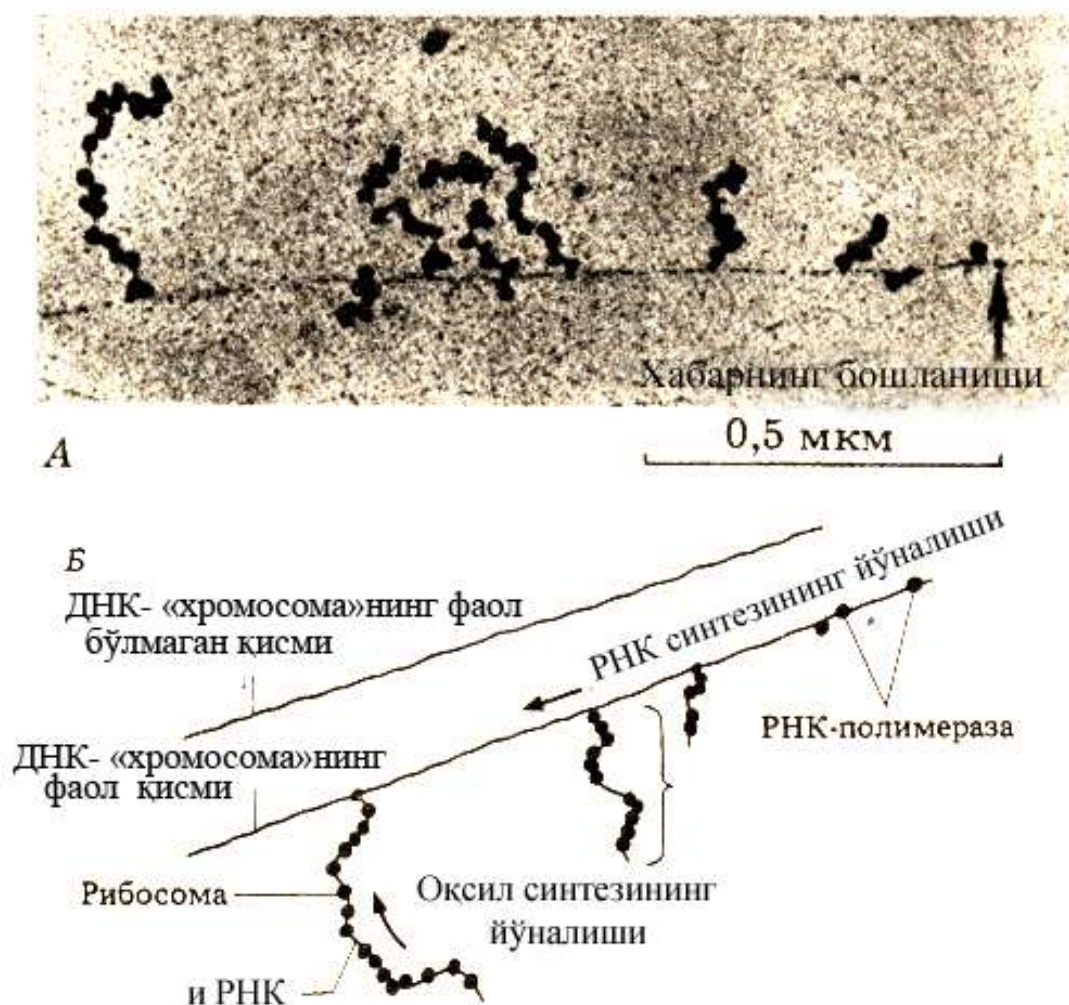 Хабарнинг бошланиши
0,5 мкм
А
Б
ДНК- «хромосома»нинг фаол
бўлмаган қисми
РНК синтезининг йўналиши
РНК-полимераза
ДНК- «хромосома»нинг
фаол қисми
Рибосома
Оқсил синтезининг
йўналиши
и РНК